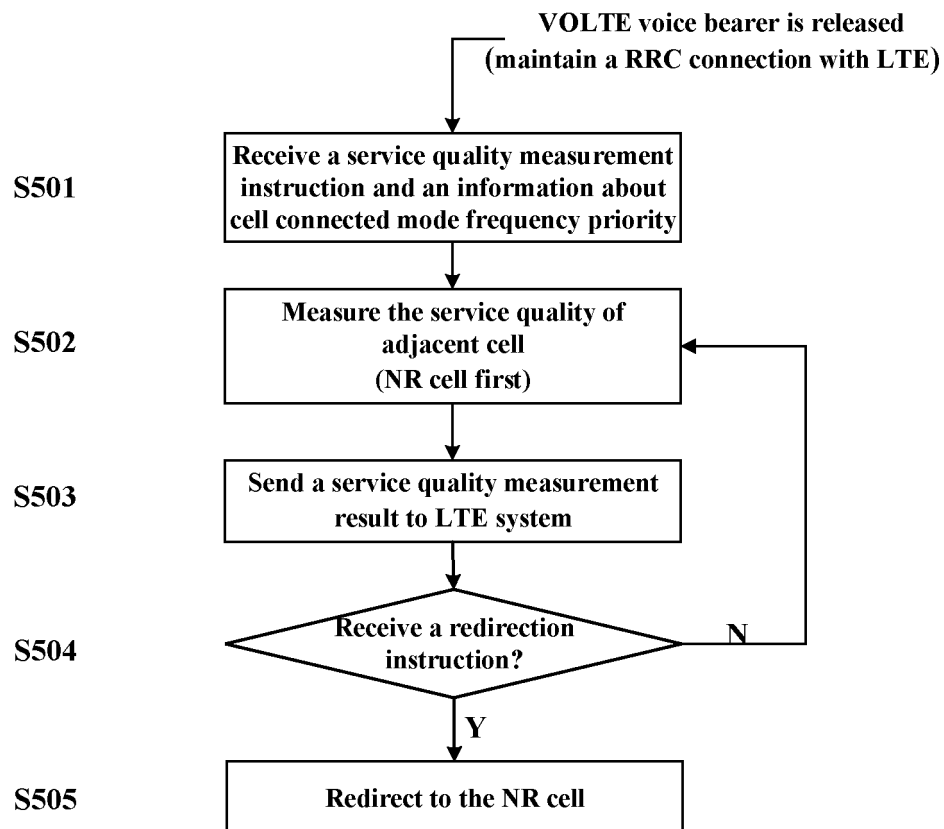 VOLTE voice bearer is released
(maintain a RRC connection with LTE)
S501
Receive a service quality measurement
instruction and an information about
cell connected mode frequency priority
S502
Measure the service quality of
adjacent cell
(NR cell first)
S503
Send a service quality measurement
result to LTE system
S504
Receive a redirection
instruction?
N
Y
S505
Redirect to the NR cell